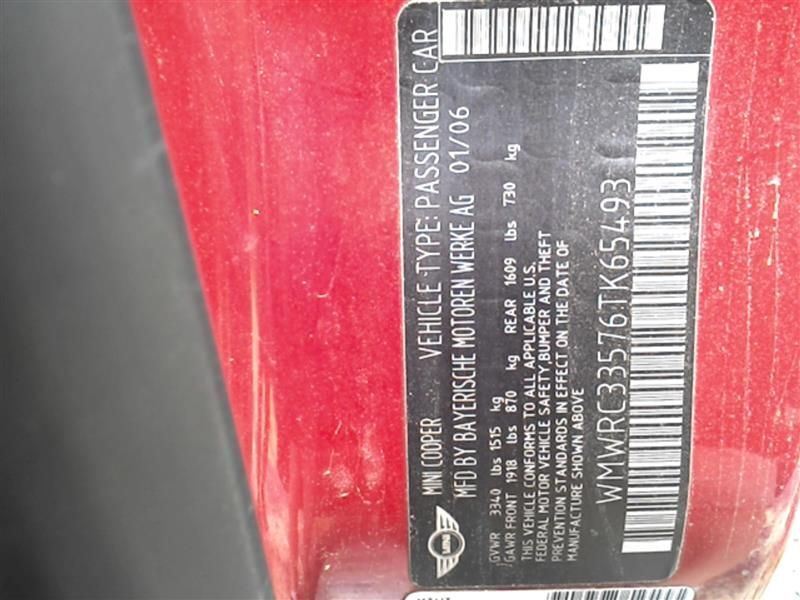 MINI COOPER VEHICLE TYPE: PASSENGER CAR
MFD BY BAYERISCHE MOTOREN WERKE AG 01/06
GVWR 3340 lbs 1515 kg
GAWR FRONT 1918 lbs 870 kg REAR 1609 lbs 730 kg
THIS VEHICLE CONFORMS TO ALL APPLICABLE U.S.
FEDERAL MOTOR VEHICLE SAFETY,BUMPER AND THEFT
PREVENTION STANDARDS IN EFFECT ON THE DATE OF
MANUFACTURE SHOWN ABOVE
WMWRC33576TK65493
MINI